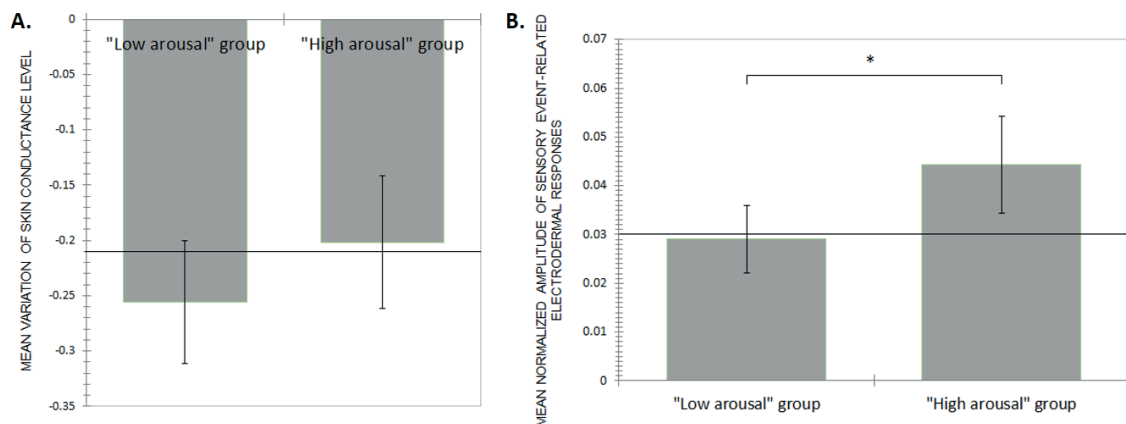 A.
MEAN VARIATION OF SKIN CONDUCTANCE LEVEL
0
-0.05
-0.1
-0.15
-0.2
-0.25
-0.3
-0.35
"Low arousal" group
"High arousal" group
B.
MEAN NORMALIZED AMPLITUDE OF SENSORY EVENT-RELATED
ELECTRODERMAL RESPONSES
0.07
0.06
0.05
0.04
0.03
0.02
0.01
0
*
"Low arousal" group
"High arousal" group